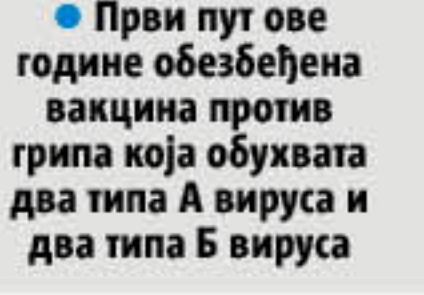 ● Први пут ове
године обезбеђена
вакцина против
грипа која обухвата
два типа А вируса и
два типа Б вируса